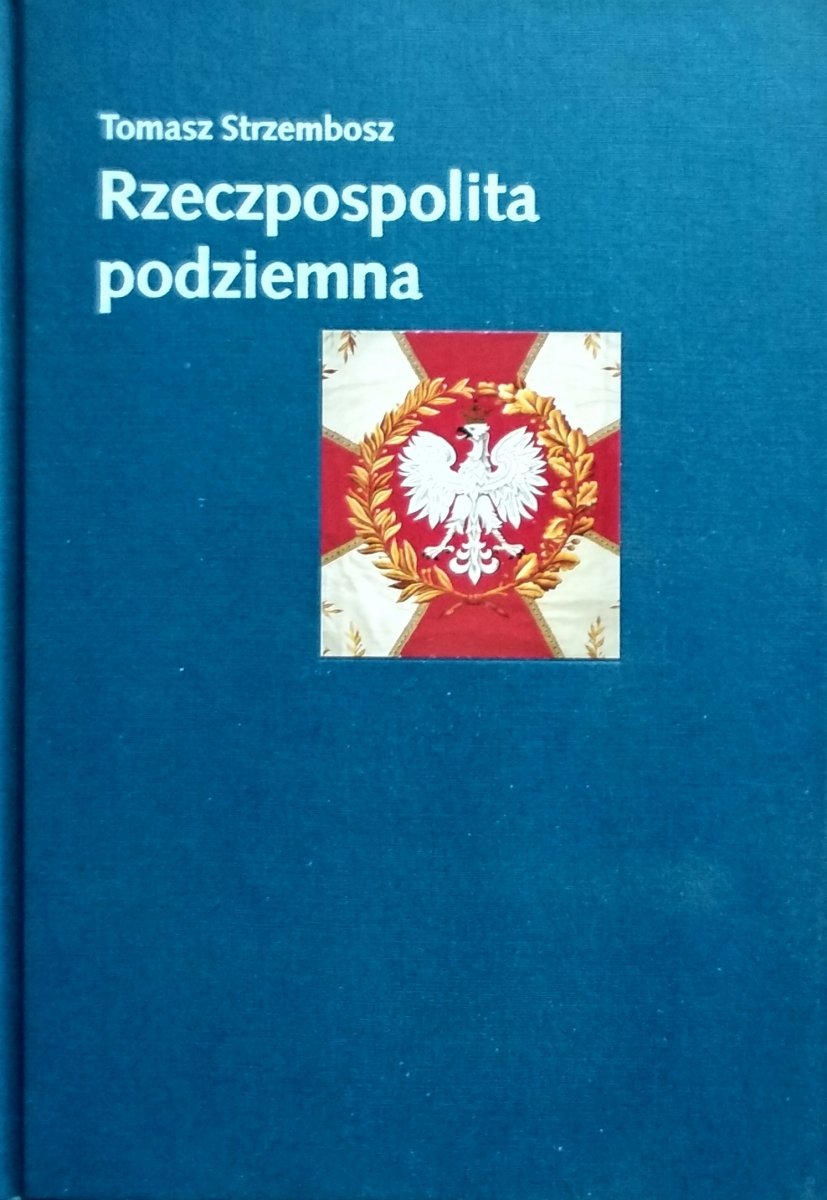 Tomasz Strzembosz
Rzeczpospolita
podziemna